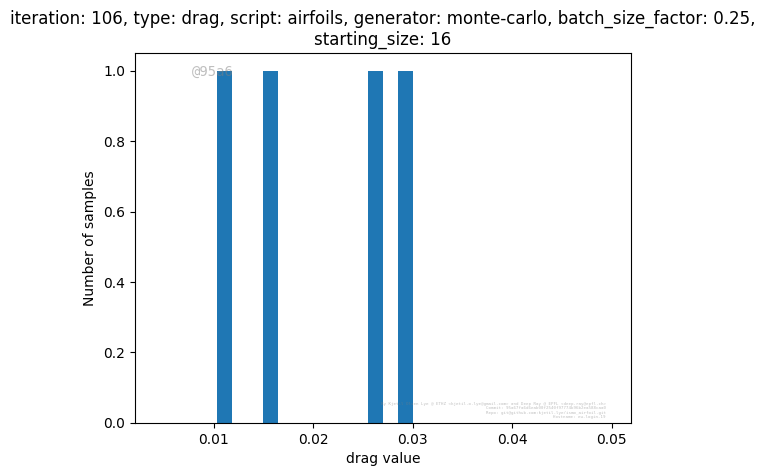 iteration: 106, type: drag, script: airfoils, generator: monte-carlo, batch_size_factor: 0.25,
starting_size: 16
@95a6
1.0
0.8
0.6
0.4
0.2
0.0
Number of samples
0.01
0.02
0.03
0.04
0.05
drag value